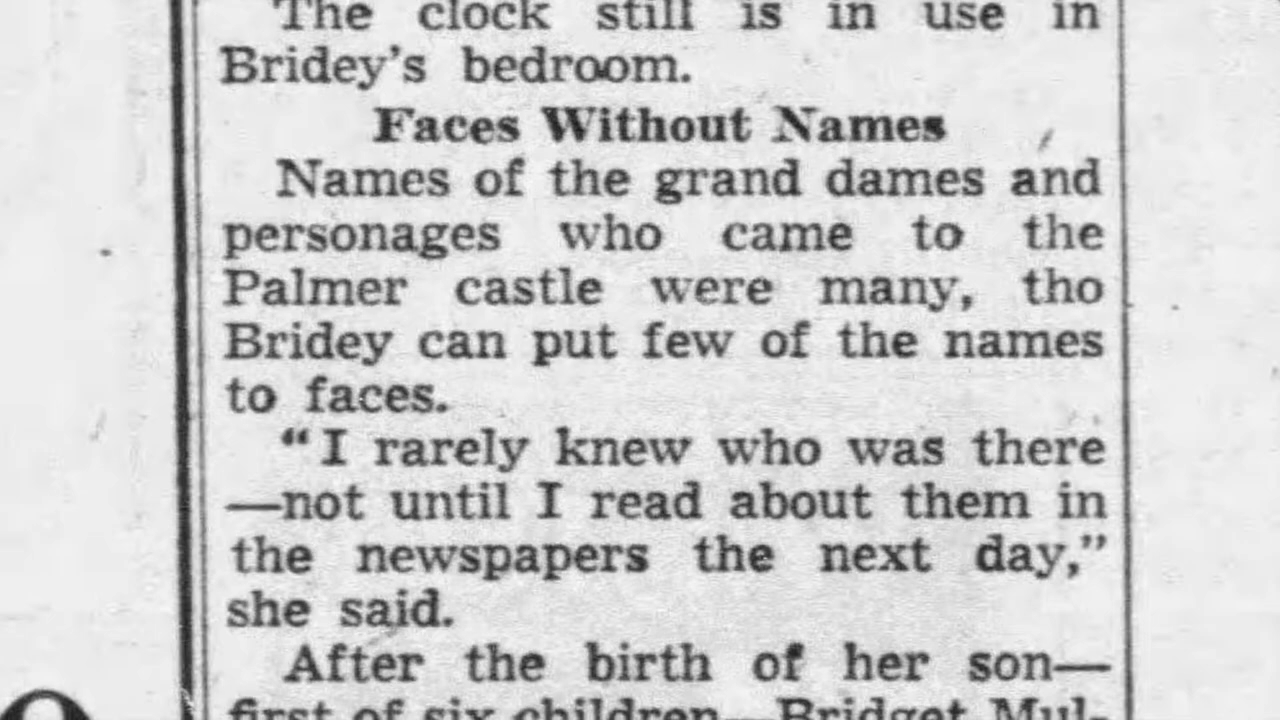 The clock still is in use in
Bridey's bedroom.
Faces Without Names
Names of the grand dames and
personages who came to the
Palmer castle were many, tho
Bridey can put few of the names
to faces.
“I rarely knew who was there
—not until I read about them in
the newspapers the next day,”
she said.
After the birth of her son—
first of six children—Bridget Mul-